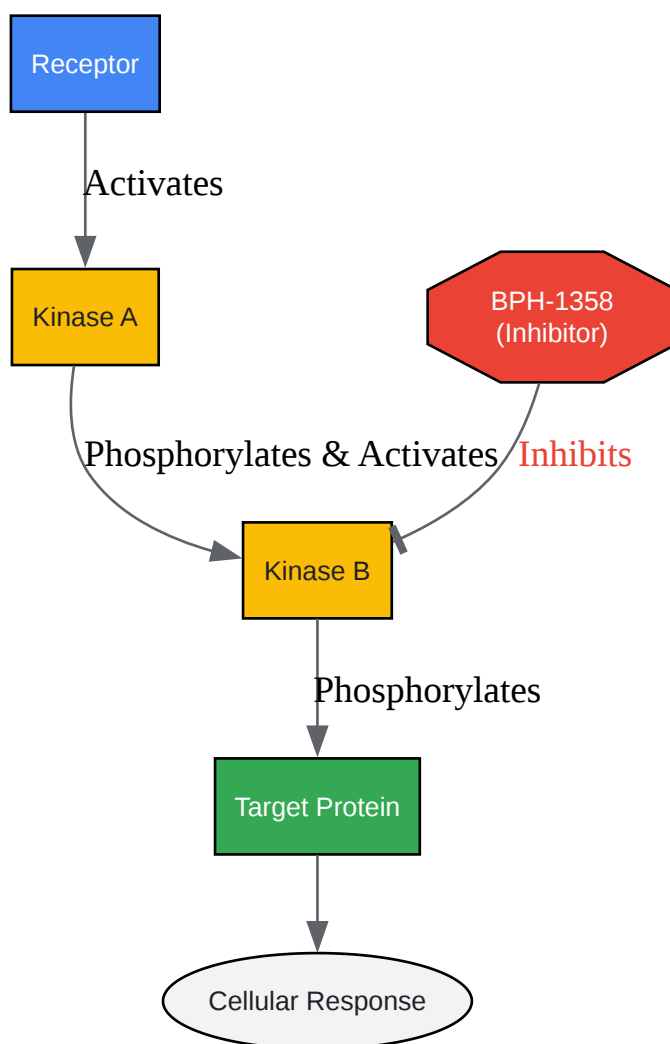 Receptor
Activates
Kinase A
BPH-1358
(Inhibitor)
Phosphorylates & Activates
Inhibits
Kinase B
Phosphorylates
Target Protein
Cellular Response